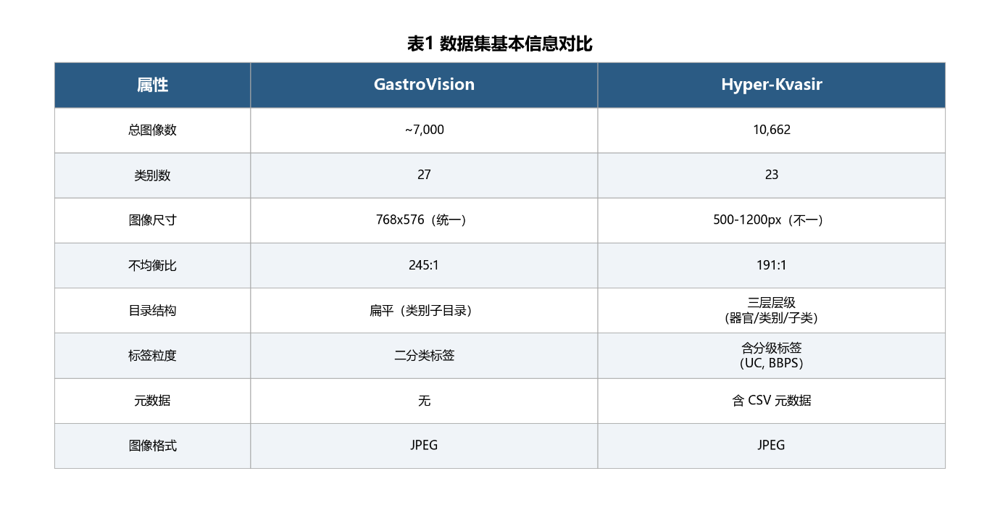 表1 数据集基本信息对比
属性 GastroVision Hyper-Kvasir
总图像数 ~7,000 10,662
类别数 27 23
图像尺寸 768x576（统一） 500-1200px（不一）
不均衡比 245:1 191:1
目录结构 扁平（类别子目录） 三层层级
（器官/类别/子类）
标签粒度 二分类标签 含分级标签
（UC, BBPS）
元数据 无 含 CSV 元数据
图像格式 JPEG JPEG